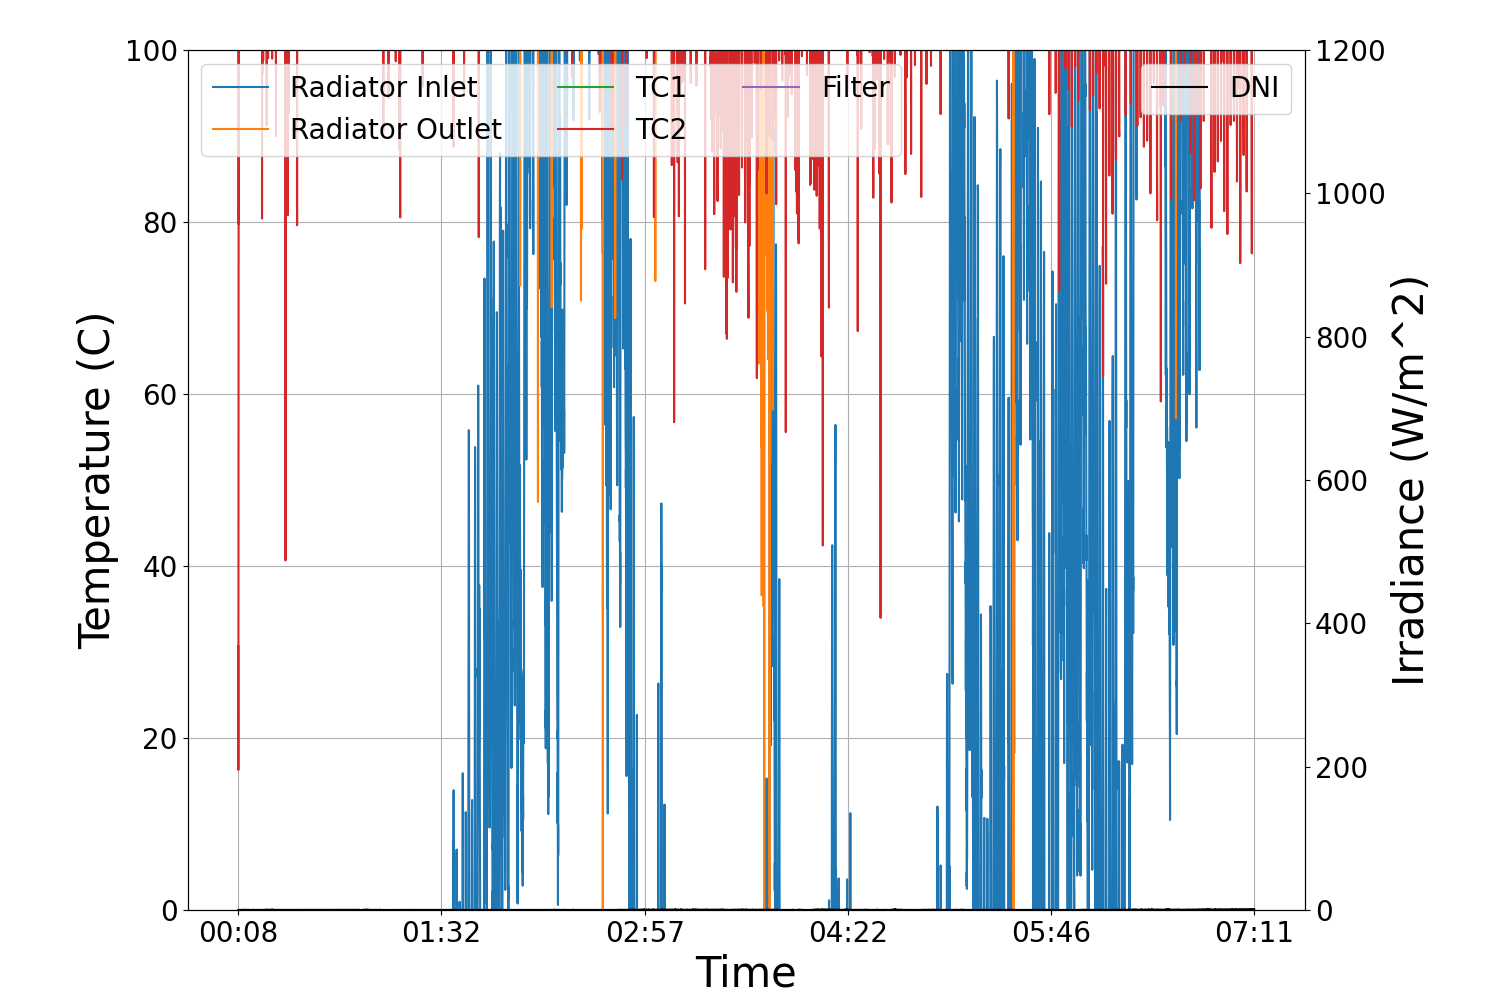 Radiator Inlet
Radiator Outlet
TC1
TC2
Filter
DNI
Temperature (C)
100
80
60
40
20
0
Irradiance (W/m^2)
1200
1000
800
600
400
200
0
00:08 01:32 02:57 04:22 05:46 07:11
Time